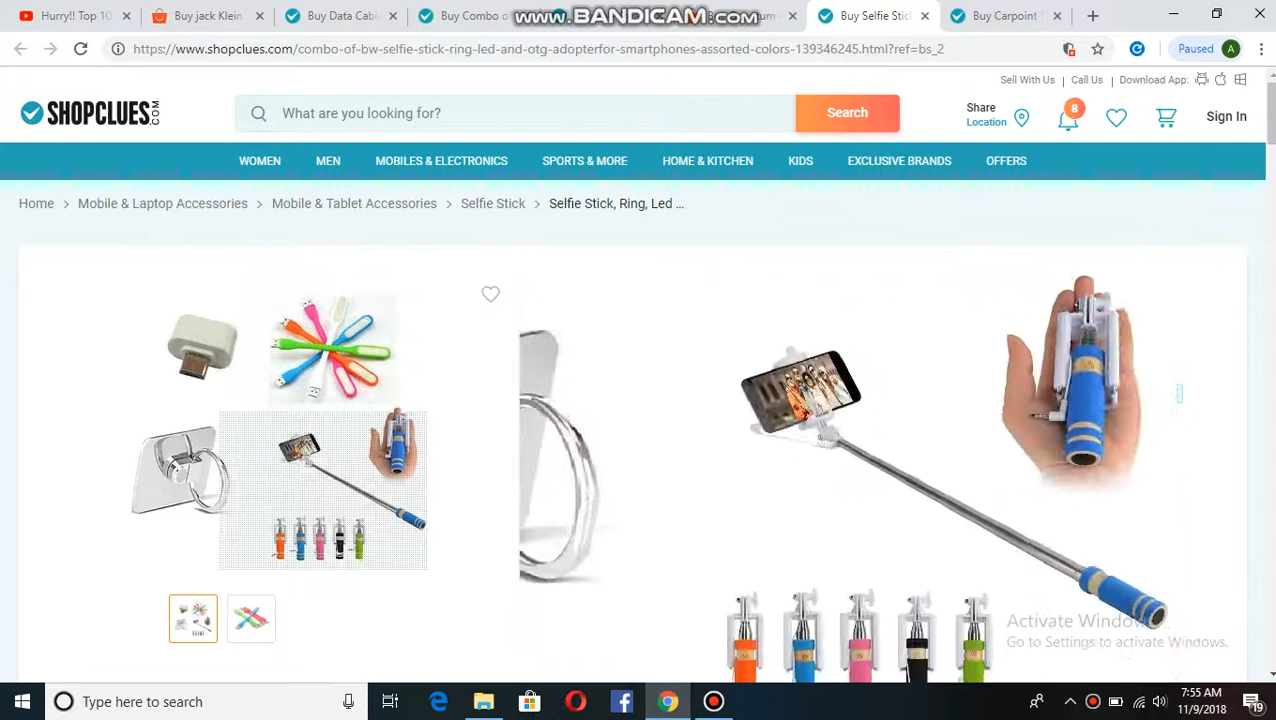 Hurry!! Top 10
Buy Jack Klein
Buy Data Cabl
Buy Combo o
www.BANDICAM.com
Buy Selfie Stic
Buy Carpoint
https://www.shopclues.com/combo-of-bw-selfie-stick-ring-led-and-otg-adopterfor-smartphones-assorted-colors-139346245.html?ref=bs_2
Paused A
Sell With Us | Call Us | Download App:
SHOPCLUES.COM
What are you looking for?
Search
Share
Location
8
Sign In
WOMEN MEN MOBILES & ELECTRONICS SPORTS & MORE HOME & KITCHEN KIDS EXCLUSIVE BRANDS OFFERS
Home > Mobile & Laptop Accessories > Mobile & Tablet Accessories > Selfie Stick > Selfie Stick, Ring, Led ...
Activate Windows
Go to Settings to activate Windows.
Type here to search
7:55 AM
11/9/2018
19